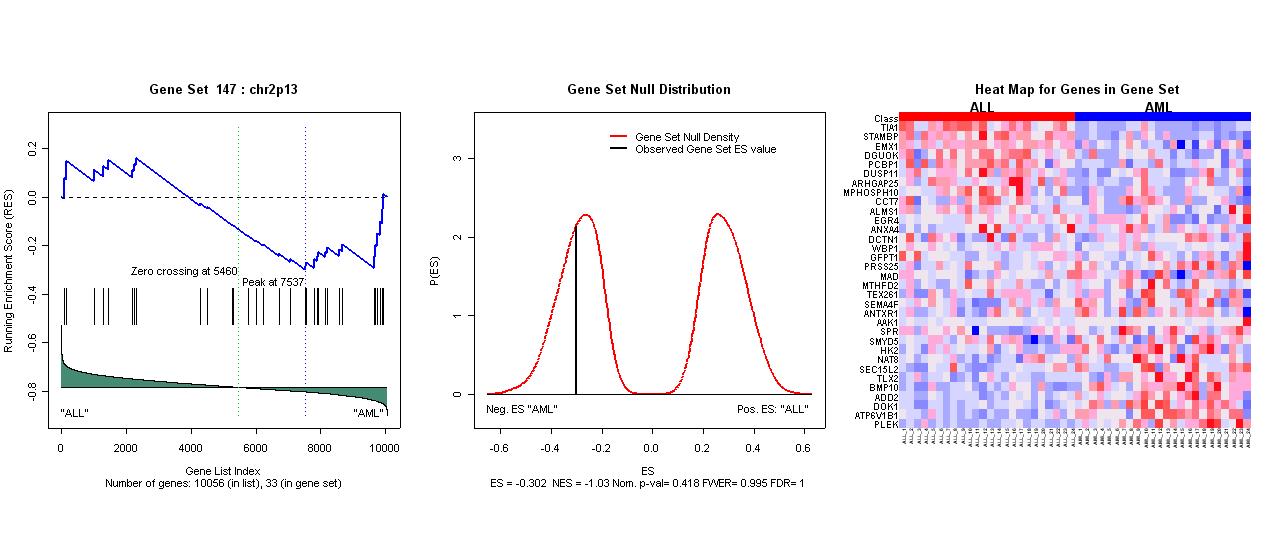 Gene Set 147 : chr2p13
Running Enrichment Score (RES)
0.2
0.0
-0.2
-0.4
-0.6
-0.8
Zero crossing at 5460
Peak at 7537
"ALL"
"AML"
0
2000
4000
6000
8000
10000
Gene List Index
Number of genes: 10056 (in list), 33 (in gene set)
Gene Set Null Distribution
P(ES)
3
2
1
0
Gene Set Null Density
Observed Gene Set ES value
Neg. ES "AML"
Pos. ES: "ALL"
-0.6
-0.4
-0.2
0.0
0.2
0.4
0.6
ES
ES = -0.302 NES = -1.03 Nom. p-val= 0.418 FWER= 0.995 FDR= 1
Heat Map for Genes in Gene Set
ALL
AML
Class
TIA1
STAMBP
EMX1
DGUOK
PCBP1
DUSP11
ARHGAP25
MPHOSPH10
CCT7
ALMS1
EGR4
ANXA4
DCTN1
WBP1
GFPT1
PRSS25
MAD
MTHFD2
TEX261
SEMA4F
ANTXR1
AAK1
SPR
SMYD5
HK2
NAT8
SEC15L2
TLX2
BMP10
ADD2
DOK1
ATP6V1B1
PLEK